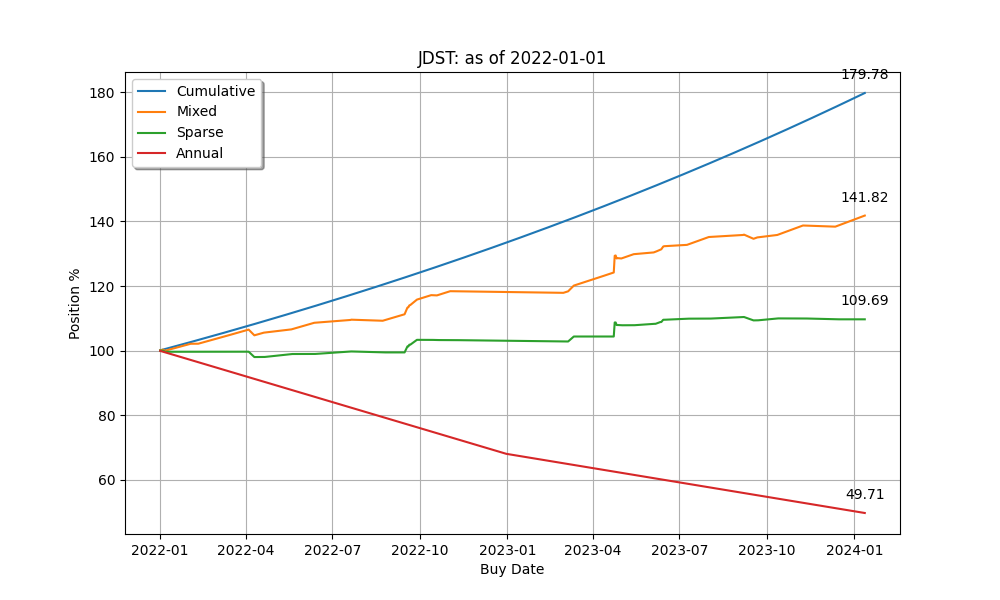 JDST: as of 2022-01-01
179.78
180
Cumulative
Mixed
Sparse
Annual
160
141.82
140
120
109.69
100
80
60
49.71
Position %
2022-01 2022-04 2022-07 2022-10 2023-01 2023-04 2023-07 2023-10 2024-01
Buy Date